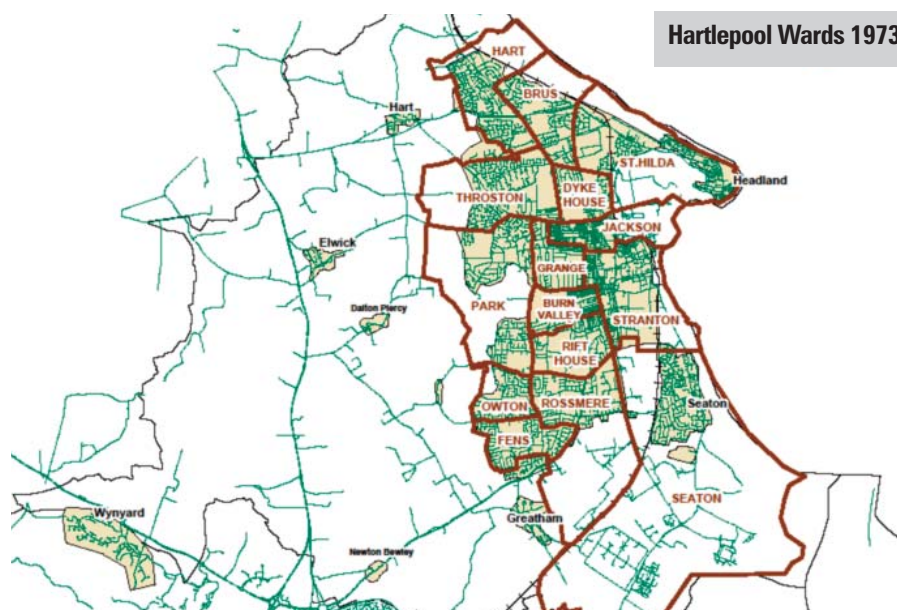 Hartlepool Wards 1973
HART
BRUS
Hart
ST.HILDA
Headland
THROSTON
DYKE
HOUSE
JACKSON
Elwick
GRANGE
PARK
BURN
VALLEY
Dalton Piercy
STRANTON
RIFT
HOUSE
OWTON
ROSSMERE
Seaton
FENS
SEATON
Wynyard
Greatham
Newton Bewley